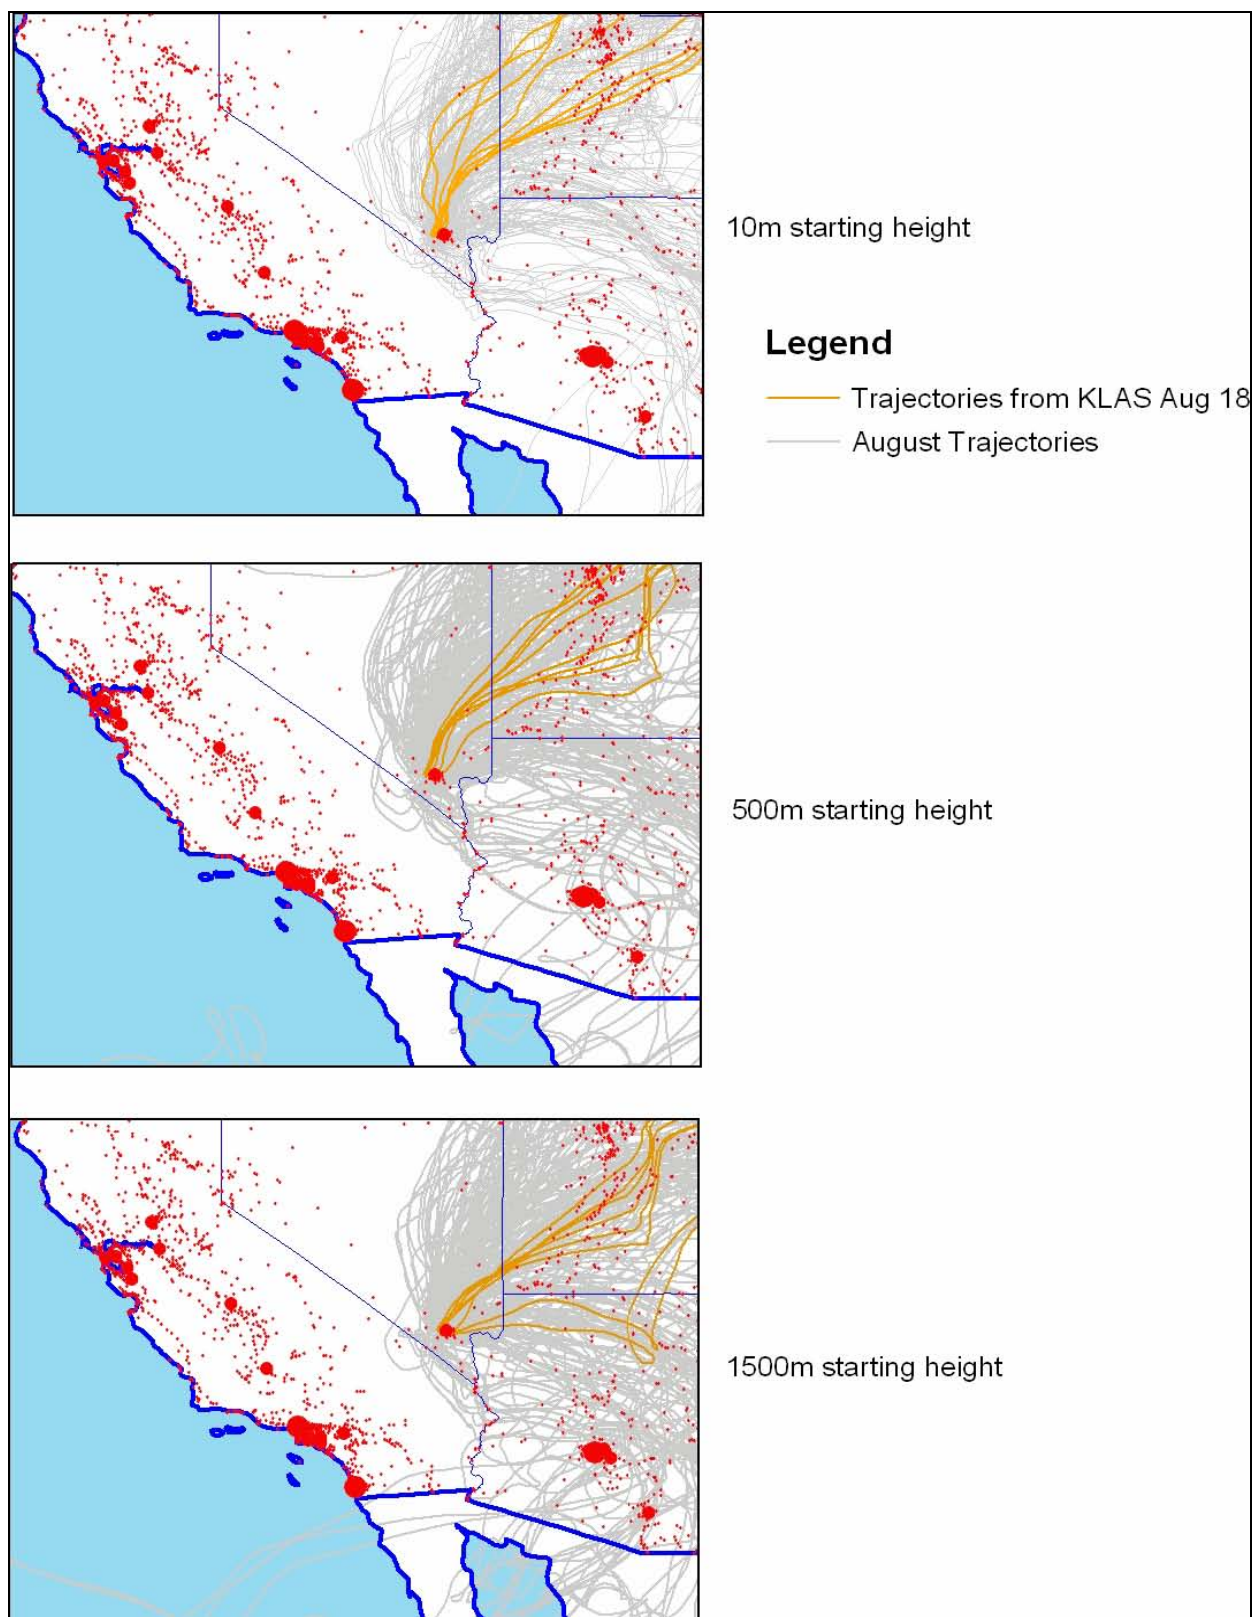 10m starting height
Legend
Trajectories from KLAS Aug 18
August Trajectories
500m starting height
1500m starting height